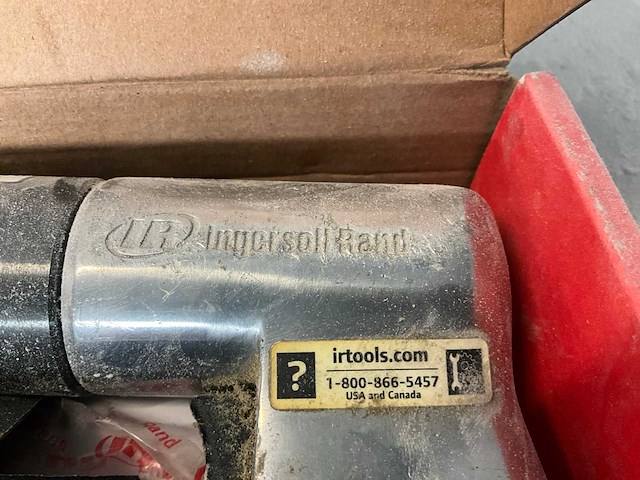 IR Ingersoll Rand
?
irtools.com
1-800-866-5457
USA and Canada